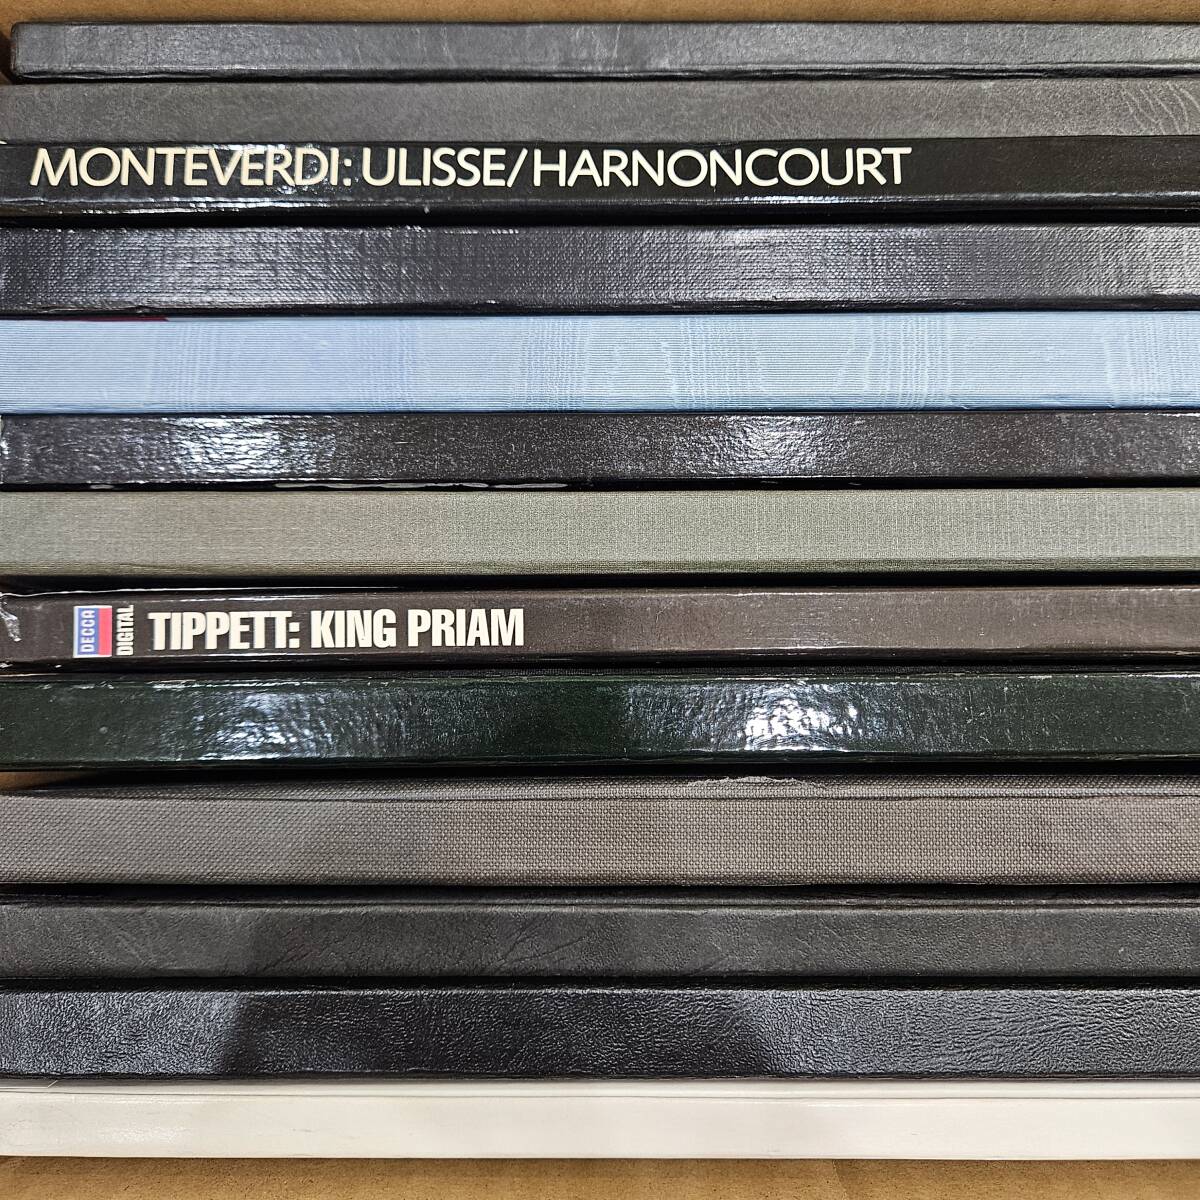 MONTEVERDI: ULISSE/HARNONCOURT
DECCA DIGITAL TIPPETT: KING PRIAM